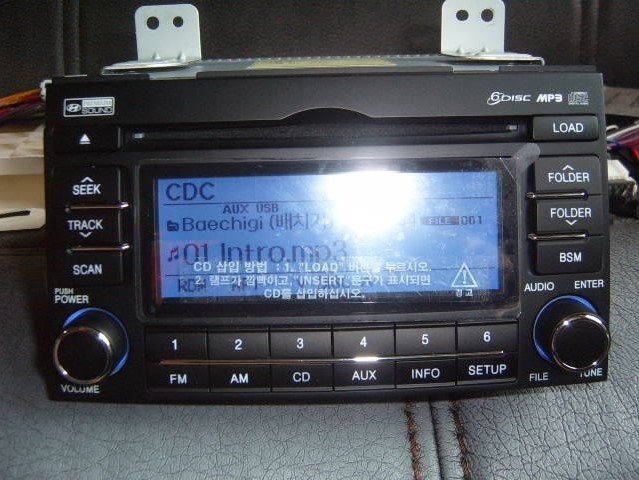 PREMIUM
SOUND
6DISC MP3
LOAD
SEEK
TRACK
SCAN
CDC
AUX USB
Baechigi (배치기 FILE 001
01 Intro.mp3
CD 삽입 방법 : 1. "LOAD" 버튼을 누르시오.
2. 램프가 깜빡이고, "INSERT" 문구가 표시되면
CD를 삽입하십시오.
경고
RDM
FOLDER
FOLDER
BSM
PUSH
POWER
VOLUME
AUDIO ENTER
FILE TUNE
1 2 3 4 5 6
FM AM CD AUX INFO SETUP